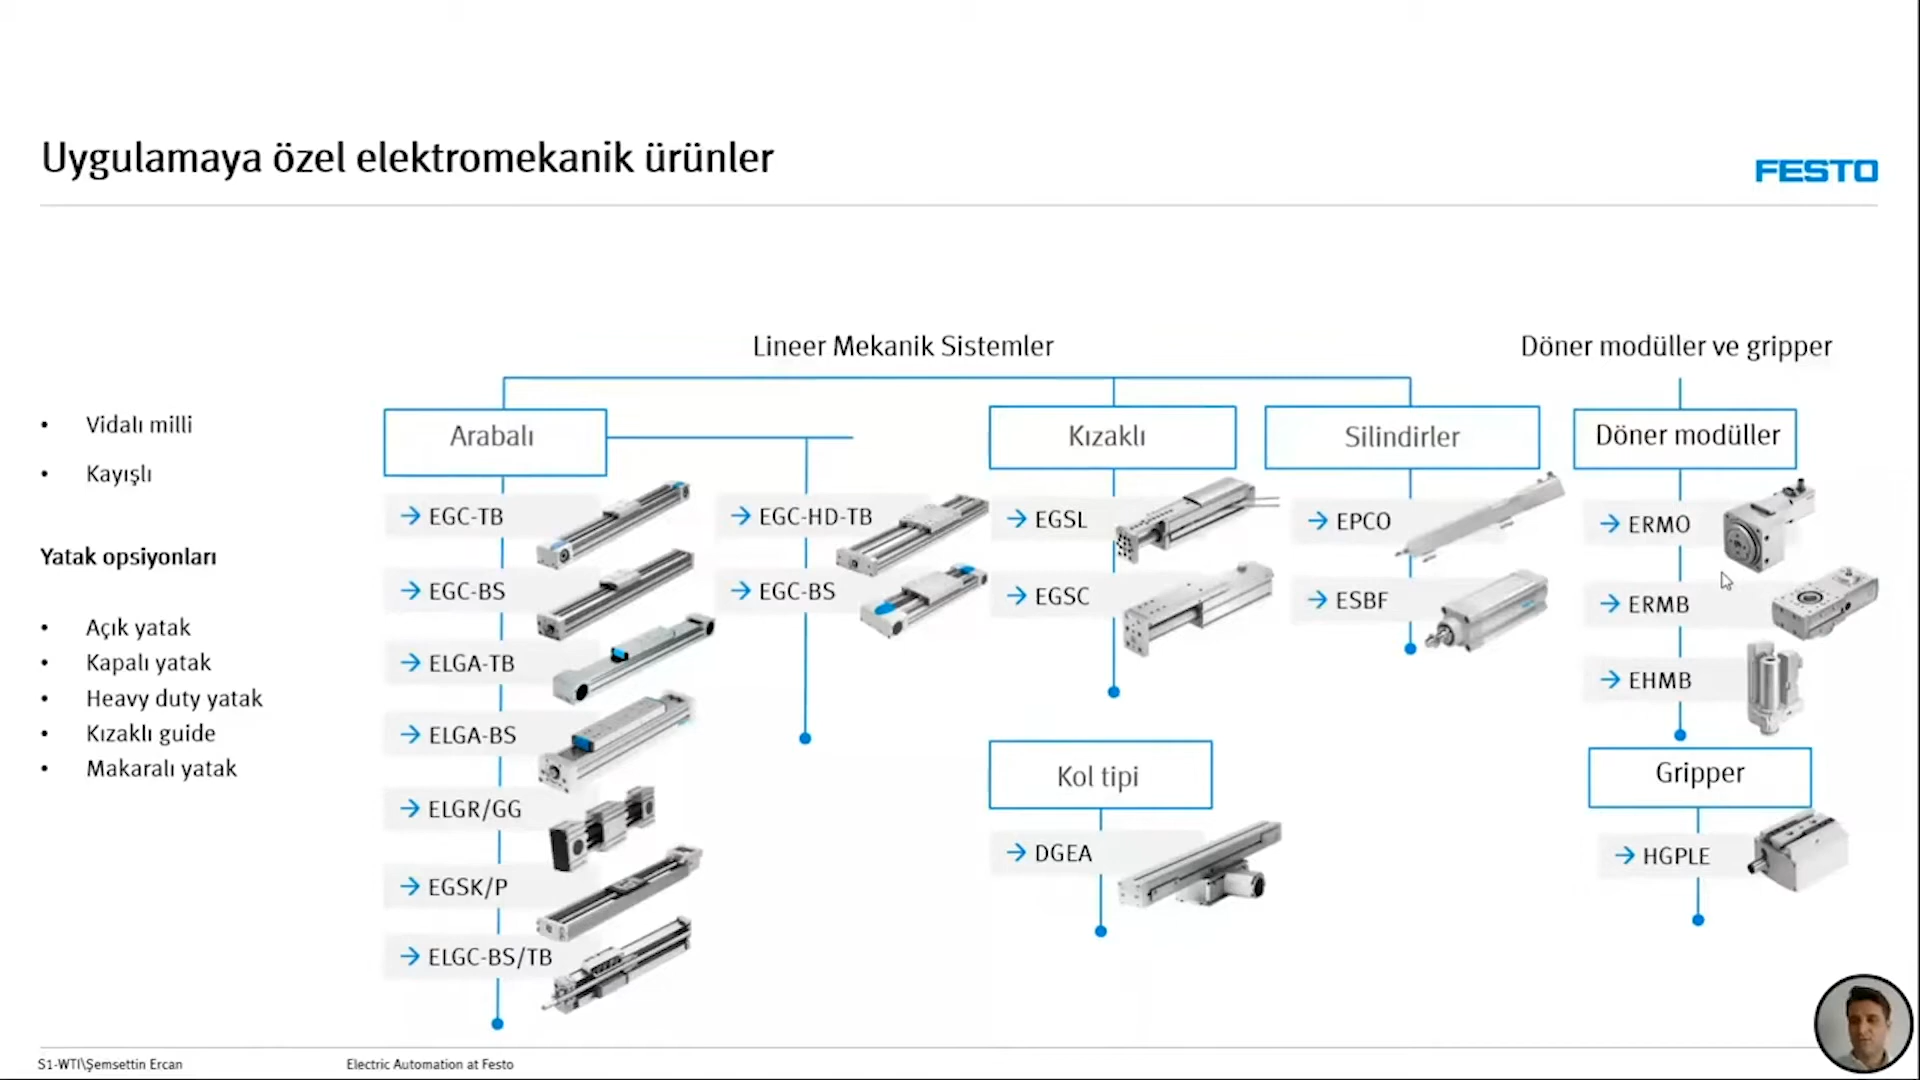 Uygulamaya özel elektromekanik ürünler
FESTO
Lineer Mekanik Sistemler
Döner modüller ve gripper
• Vidalı milli
• Kayışlı
Yatak opsiyonları
• Açık yatak
• Kapalı yatak
• Heavy duty yatak
• Kızaklı guide
• Makaralı yatak
Arabalı
→ EGC-TB
→ EGC-BS
→ ELGA-TB
→ ELGA-BS
→ ELGR/GG
→ EGSK/P
→ ELGC-BS/TB
→ EGC-HD-TB
→ EGC-BS
Kızaklı
→ EGSL
→ EGSC
Kol tipi
→ DGEA
Silindirler
→ EPCO
→ ESBF
Döner modüller
→ ERMO
→ ERMB
→ EHMB
Gripper
→ HGPLE
S1-WTI\Şemsettin Ercan
Electric Automation at Festo